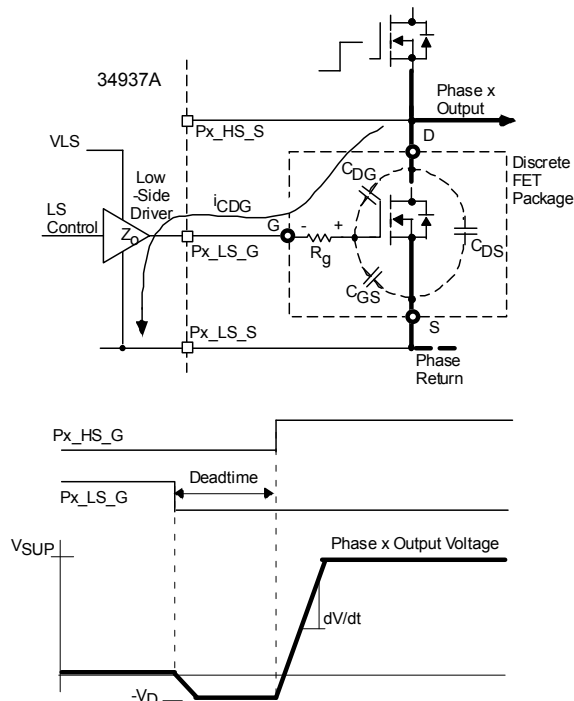 34937A
Phase x
Output
Px_HS_S
D
VLS
Discrete
FET
Package
Low
-Side
Driver
CDG
iCDG
LS
Control
Zo
G
- +
Px_LS_G
Rg
CDS
CGS
Px_LS_S
S
Phase
Return
Px_HS_G
Deadtime
Px_LS_G
VSUP
Phase x Output Voltage
dV/dt
-VD